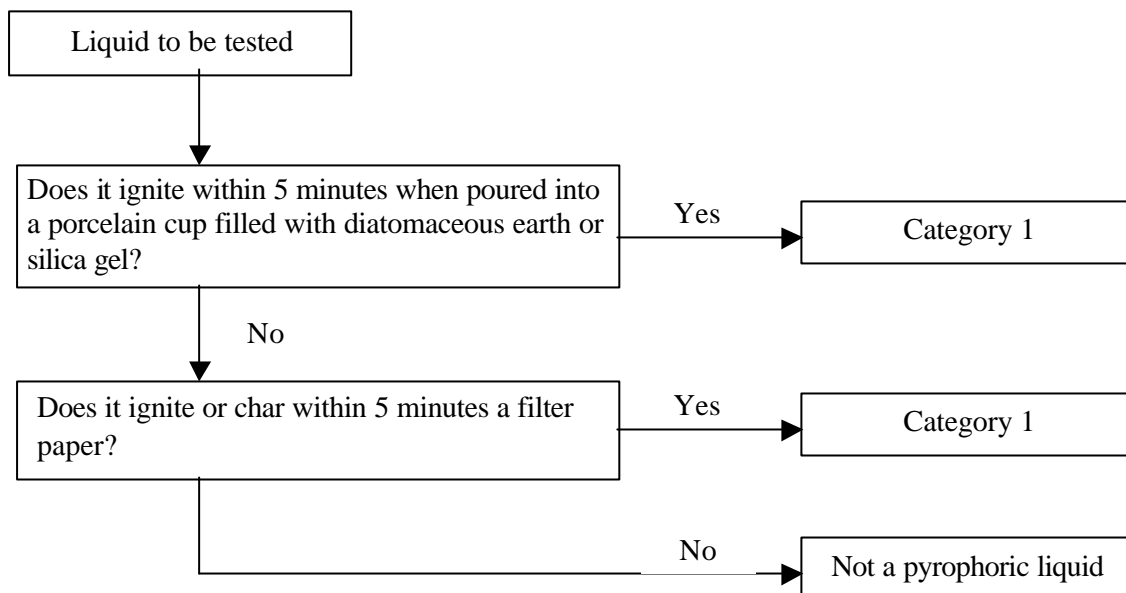 Liquid to be tested
Does it ignite within 5 minutes when poured into
a porcelain cup filled with diatomaceous earth or
silica gel?
Yes
Category 1
No
Does it ignite or char within 5 minutes a filter
paper?
Yes
Category 1
No
Not a pyrophoric liquid